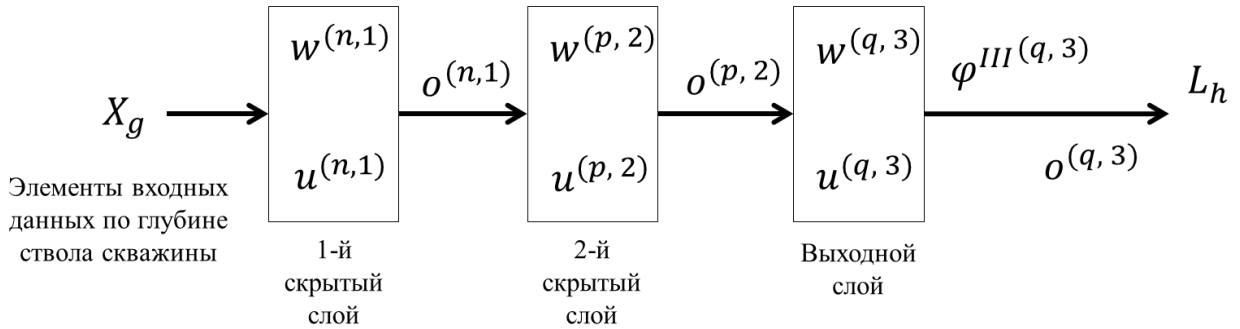 w^(n,1)
w^(p, 2)
w^(q, 3)
o^(n,1)
o^(p, 2)
φ^III^(q, 3)
X_g
L_h
u^(n,1)
u^(p, 2)
u^(q, 3)
o^(q, 3)
Элементы входных
данных по глубине
ствола скважины
1-й
скрытый
слой
2-й
скрытый
слой
Выходной
слой